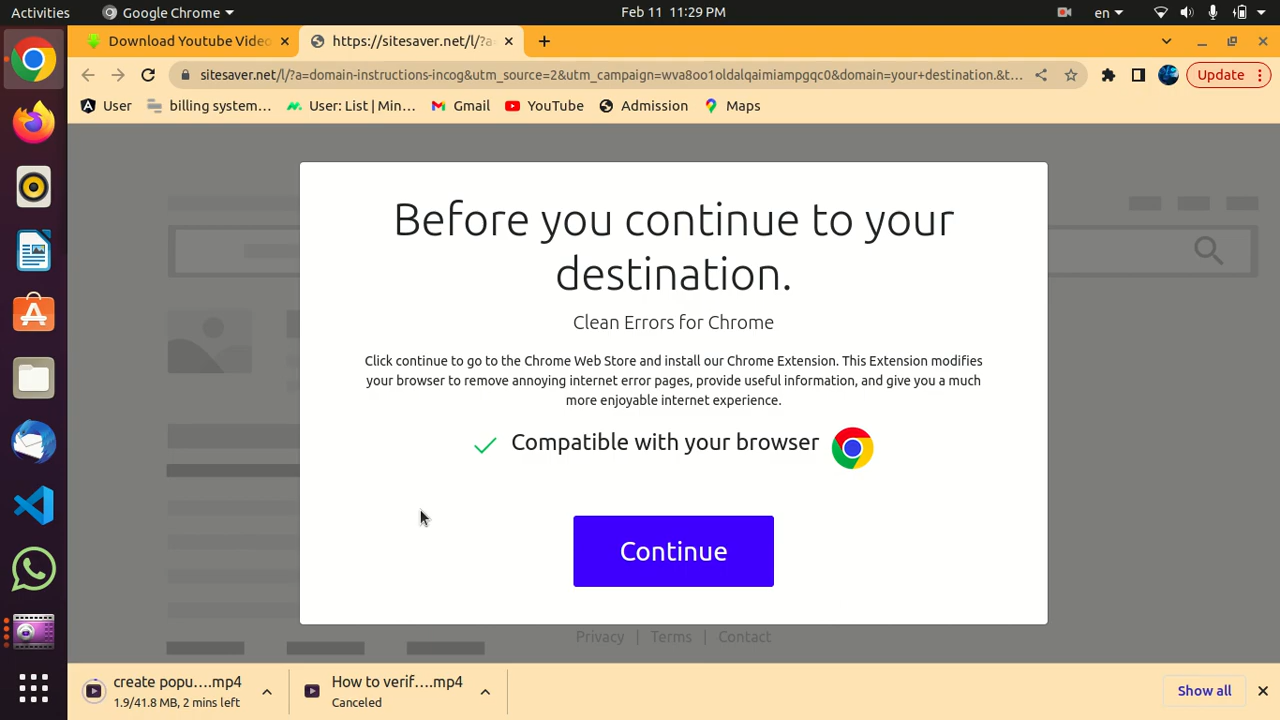 Activities
Google Chrome
Feb 11 11:29 PM
en
Download Youtube Video
https://sitesaver.net/l/?a=
sitesaver.net/l/?a=domain-instructions-incog&utm_source=2&utm_campaign=wva8oo1oldalqaimiampgqc0&domain=your+destination.&t...
Update
User
billing system...
User: List | Min...
Gmail
YouTube
Admission
Maps
Before you continue to your
destination.
Clean Errors for Chrome
Click continue to go to the Chrome Web Store and install our Chrome Extension. This Extension modifies
your browser to remove annoying internet error pages, provide useful information, and give you a much
more enjoyable internet experience.
Compatible with your browser
Continue
Privacy | Terms | Contact
create popu....mp4
1.9/41.8 MB, 2 mins left
How to verif....mp4
Canceled
Show all